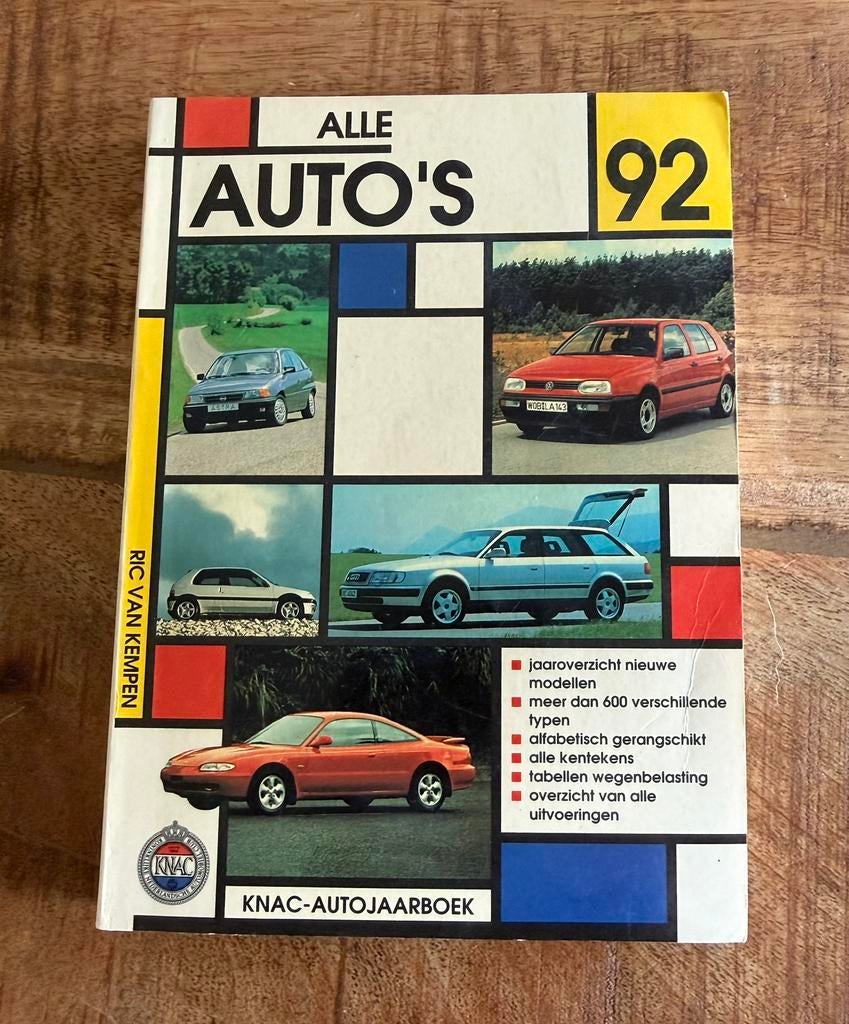 ALLE
AUTO'S
92
ASTRA
WOB LA 143
RIC VAN KEMPEN
jaaroverzicht nieuwe
modellen
meer dan 600 verschillende
typen
alfabetisch gerangschikt
alle kentekens
tabellen wegenbelasting
overzicht van alle
uitvoeringen
KNAC
KNAC-AUTOJAARBOEK